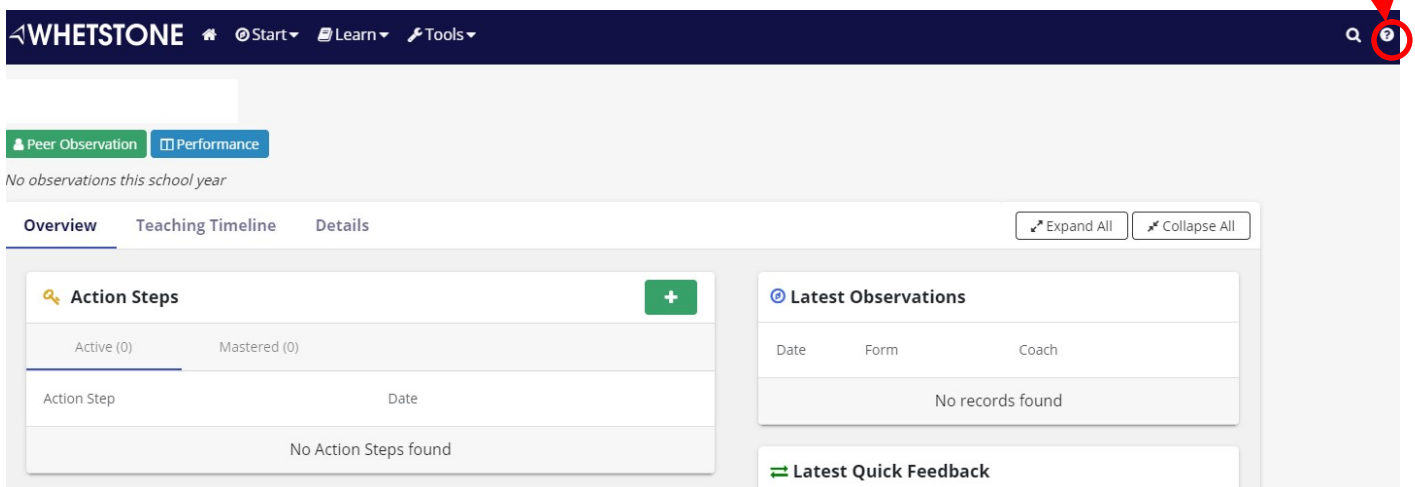 WHETSTONE Start Learn Tools
Peer Observation Performance
No observations this school year
Overview Teaching Timeline Details Expand All Collapse All
Action Steps +
Active (0) Mastered (0)
Action Step Date
No Action Steps found
Latest Observations
Date Form Coach
No records found
Latest Quick Feedback